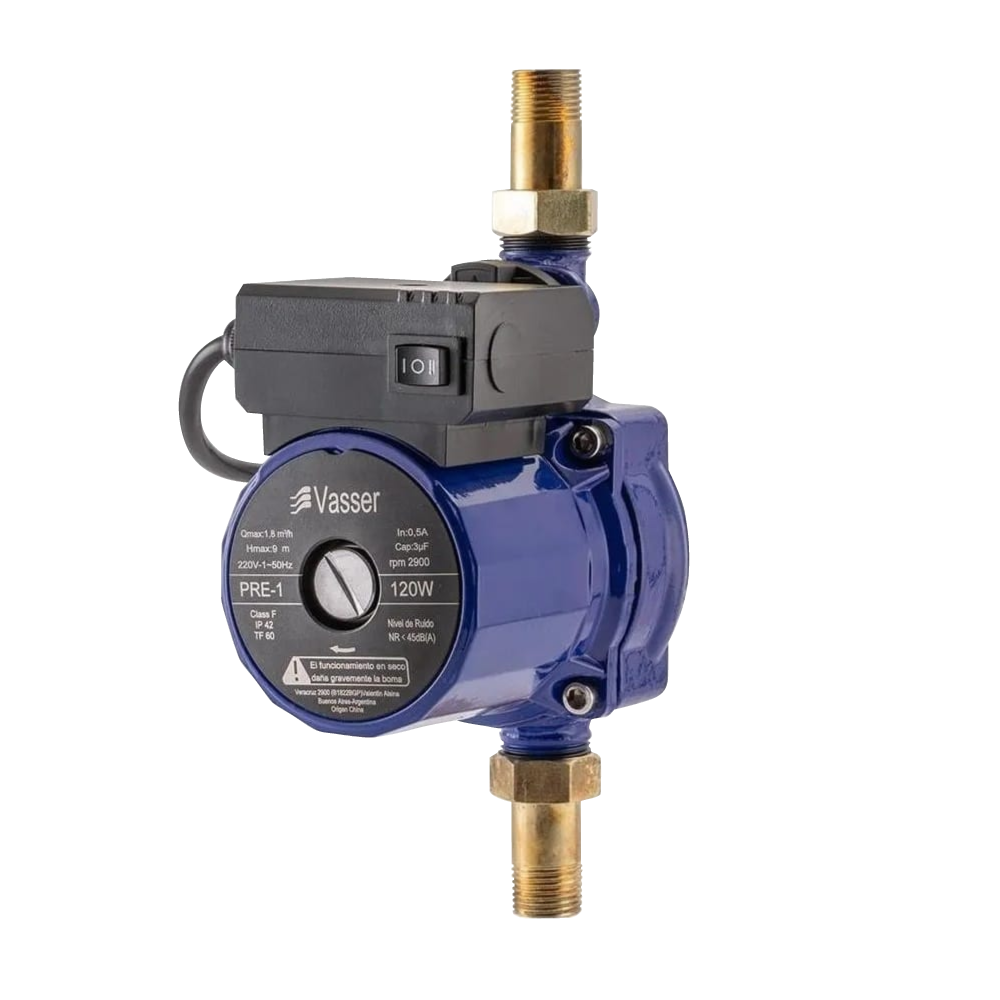 I O II
Vasser
Qmax:1,8 m³/h
Hmax:9 m
220V-1~50Hz
In:0,5A
Cap:3µF
rpm 2900
PRE-1
120W
Class F
IP 42
TF 60
Nivel de Ruído
NR < 45dB(A)
El funcionamiento en seco
daña gravemente la boma
Veracruz 2900 (B1822BGP)Valentin Alsina
Buenos Aires-Argentina
Origen China